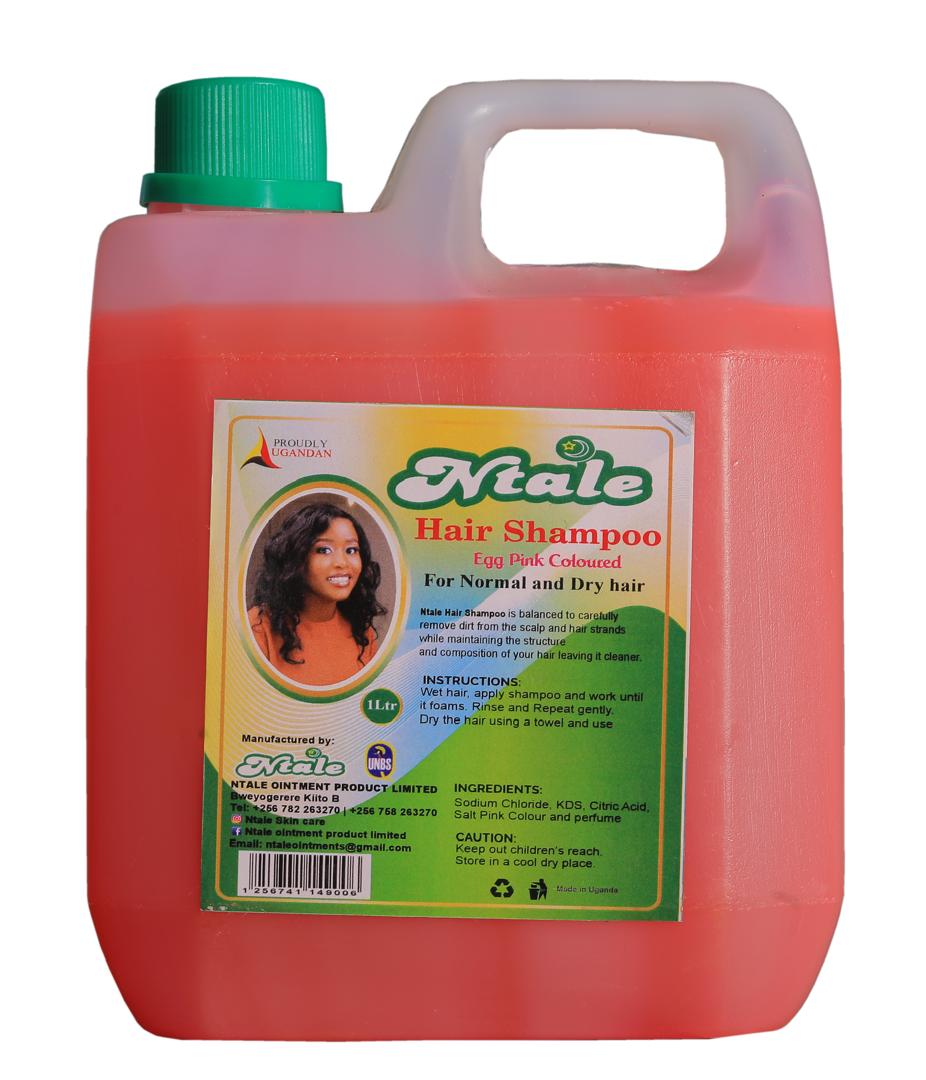 PROUDLY
UGANDAN
Ntale
Hair Shampoo
Egg Pink Coloured
For Normal and Dry hair
Ntale Hair Shampoo is balanced to carefully
remove dirt from the scalp and hair strands
while maintaining the structure
and composition of your hair leaving it cleaner.
INSTRUCTIONS:
Wet hair, apply shampoo and work until
it foams. Rinse and Repeat gently.
Dry the hair using a towel and use
1Ltr
Manufactured by:
Ntale
UNBS
NTALE OINTMENT PRODUCT LIMITED
Bweyogerere Kiito B
Tel: +256 782 263270 | +256 758 263270
Ntale Skin care
Ntale ointment product limited
Email: ntaleointments@gmail.com
1 256741 149006
INGREDIENTS:
Sodium Chloride, KDS, Citric Acid,
Salt Pink Colour and perfume
CAUTION:
Keep out children's reach.
Store in a cool dry place.
Made in Uganda